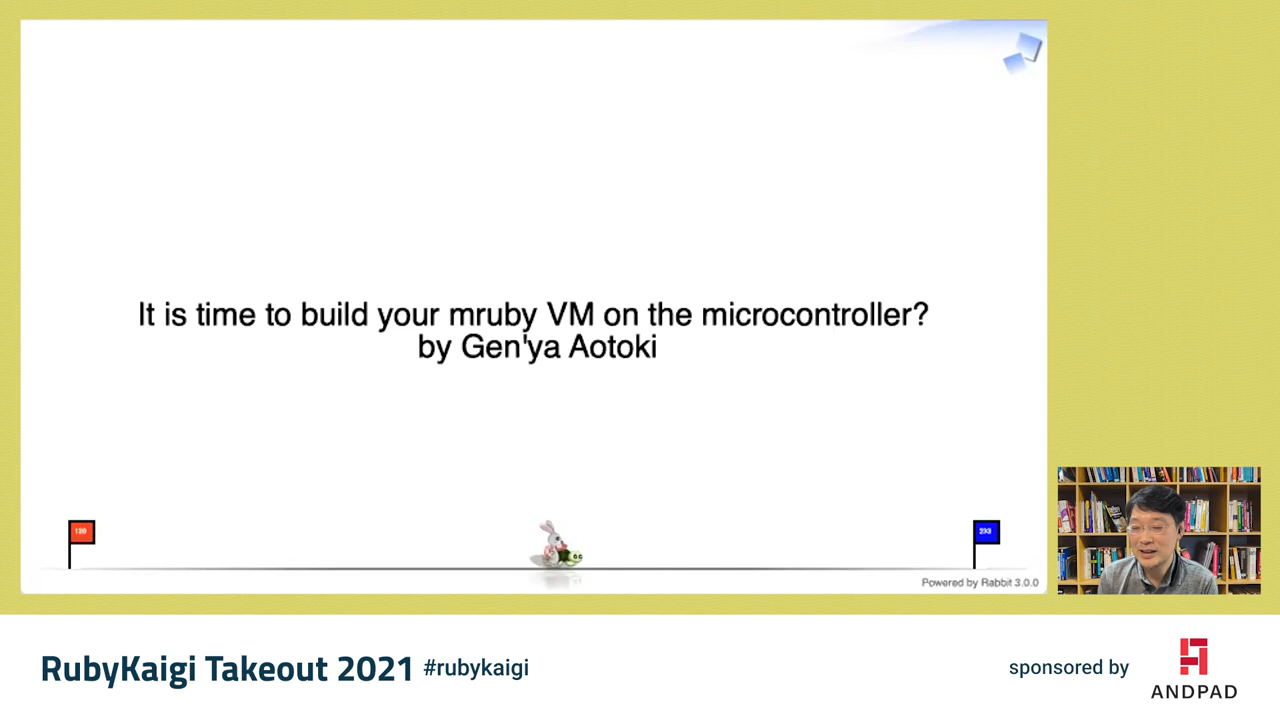 It is time to build your mruby VM on the microcontroller?
by Gen'ya Aotoki
Powered by Rabbit 3.0.0
RubyKaigi Takeout 2021 #rubykaigi
sponsored by
ANDPAD